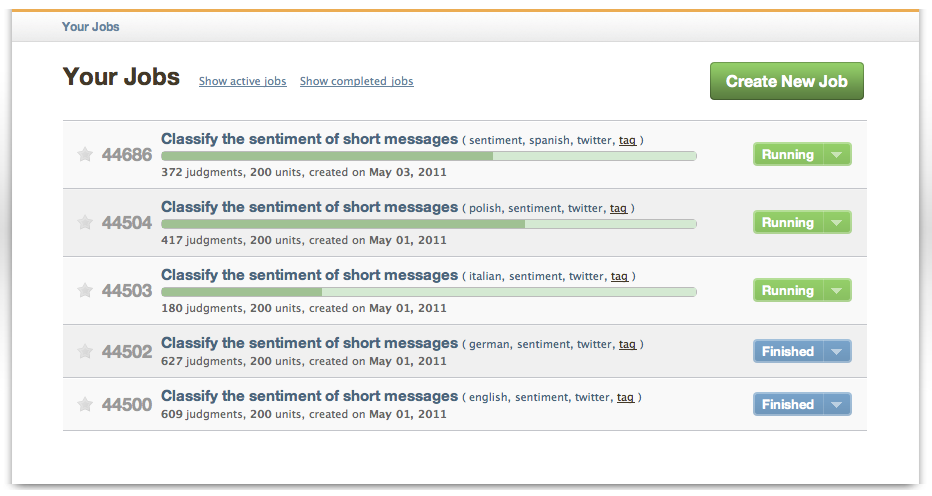 Your Jobs
Your Jobs Show active jobs Show completed jobs Create New Job
44686 Classify the sentiment of short messages ( sentiment, spanish, twitter, tag ) Running
372 judgments, 200 units, created on May 03, 2011
44504 Classify the sentiment of short messages ( polish, sentiment, twitter, tag ) Running
417 judgments, 200 units, created on May 01, 2011
44503 Classify the sentiment of short messages ( italian, sentiment, twitter, tag ) Running
180 judgments, 200 units, created on May 01, 2011
44502 Classify the sentiment of short messages ( german, sentiment, twitter, tag ) Finished
627 judgments, 200 units, created on May 01, 2011
44500 Classify the sentiment of short messages ( english, sentiment, twitter, tag ) Finished
609 judgments, 200 units, created on May 01, 2011